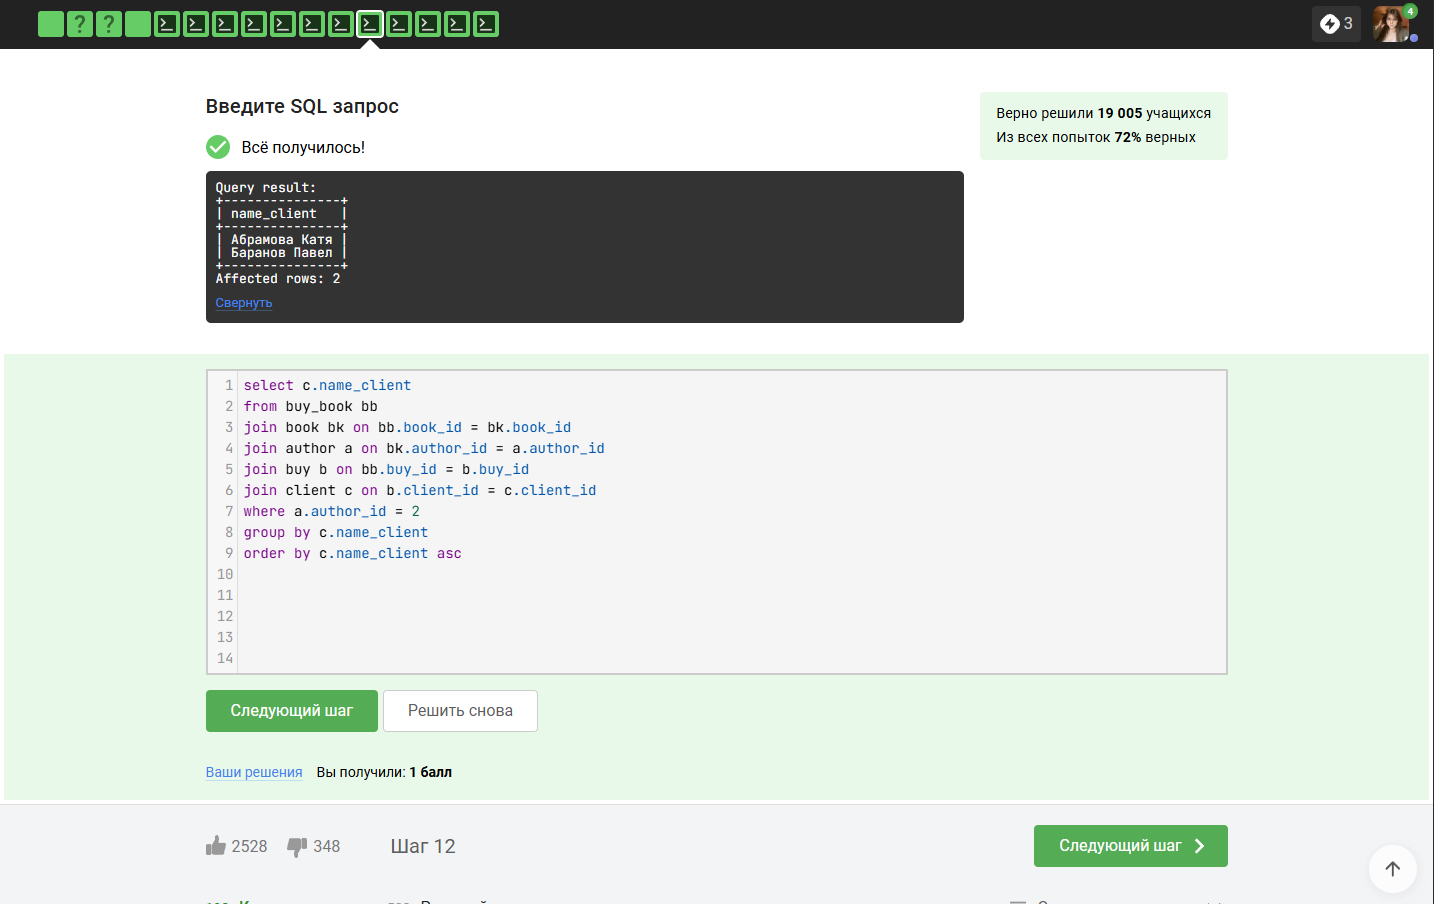 3
4
Введите SQL запрос
Всё получилось!
Верно решили 19 005 учащихся
Из всех попыток 72% верных
Query result:
+---------------+
| name_client   |
+---------------+
| Абрамова Катя |
| Баранов Павел |
+---------------+
Affected rows: 2
Свернуть
1 select c.name_client
2 from buy_book bb
3 join book bk on bb.book_id = bk.book_id
4 join author a on bk.author_id = a.author_id
5 join buy b on bb.buy_id = b.buy_id
6 join client c on b.client_id = c.client_id
7 where a.author_id = 2
8 group by c.name_client
9 order by c.name_client asc
10
11
12
13
14
Следующий шаг
Решить снова
Ваши решения Вы получили: 1 балл
2528 348 Шаг 12
Следующий шаг